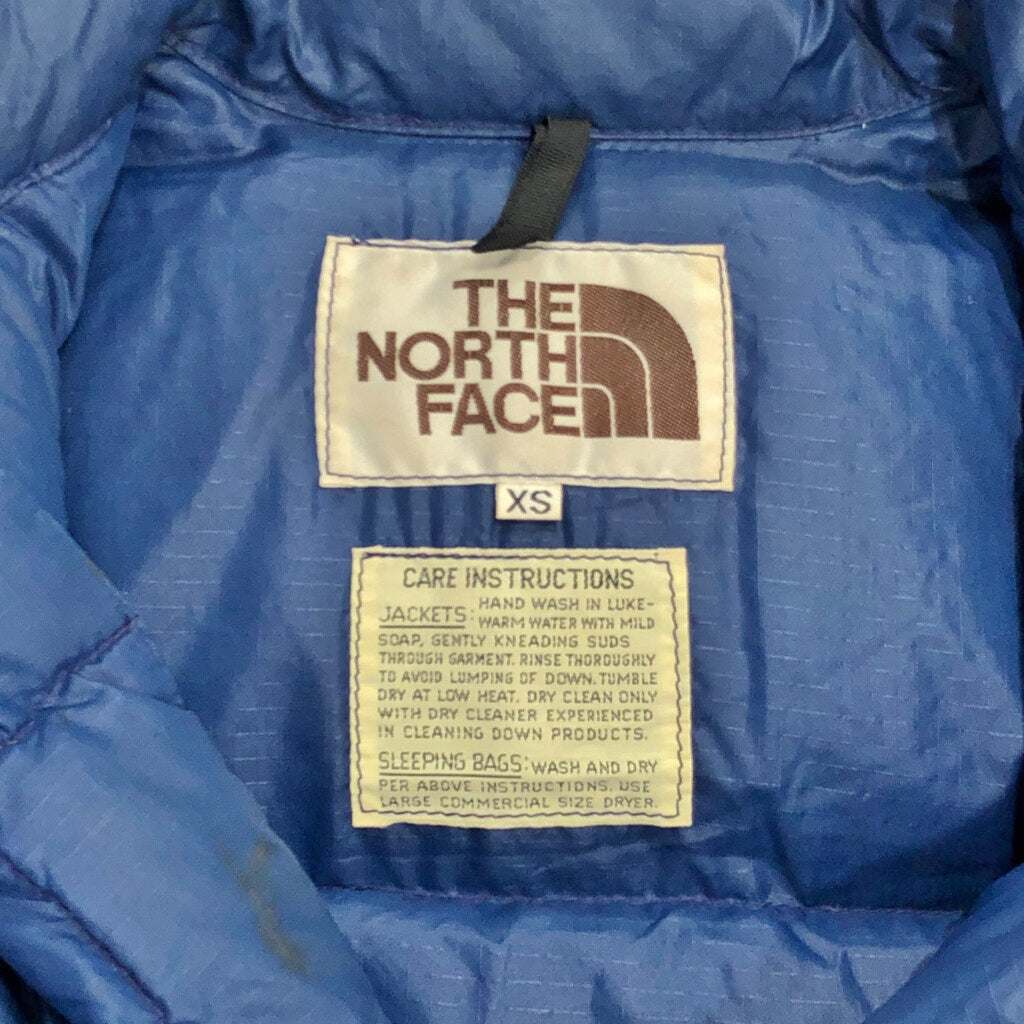 THE
NORTH
FACE
XS
CARE INSTRUCTIONS
JACKETS: HAND WASH IN LUKE-
WARM WATER WITH MILD
SOAP, GENTLY KNEADING SUDS
THROUGH GARMENT. RINSE THOROUGHLY
TO AVOID LUMPING OF DOWN. TUMBLE
DRY AT LOW HEAT. DRY CLEAN ONLY
WITH DRY CLEANER EXPERIENCED
IN CLEANING DOWN PRODUCTS.
SLEEPING BAGS: WASH AND DRY
PER ABOVE INSTRUCTIONS. USE
LARGE COMMERCIAL SIZE DRYER.